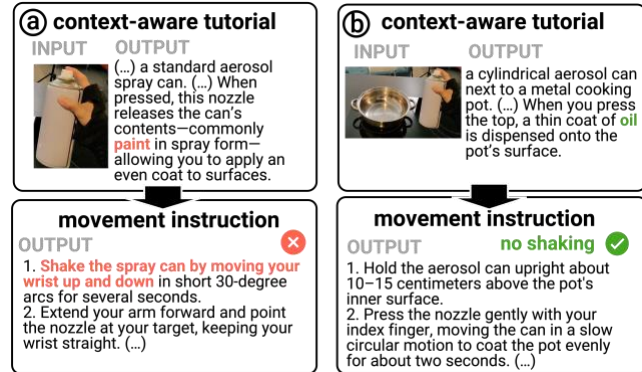 ⓐ context-aware tutorial
INPUT OUTPUT
(...) a standard aerosol
spray can. (...) When
pressed, this nozzle
releases the can's
contents—commonly
paint in spray form—
allowing you to apply an
even coat to surfaces.
movement instruction
OUTPUT
1. Shake the spray can by moving your
wrist up and down in short 30-degree
arcs for several seconds.
2. Extend your arm forward and point
the nozzle at your target, keeping your
wrist straight. (...)
ⓑ context-aware tutorial
INPUT OUTPUT
a cylindrical aerosol can
next to a metal cooking
pot. (...) When you press
the top, a thin coat of oil
is dispensed onto the
pot's surface.
movement instruction
OUTPUT no shaking
1. Hold the aerosol can upright about
10–15 centimeters above the pot's
inner surface.
2. Press the nozzle gently with your
index finger, moving the can in a slow
circular motion to coat the pot evenly
for about two seconds. (...)